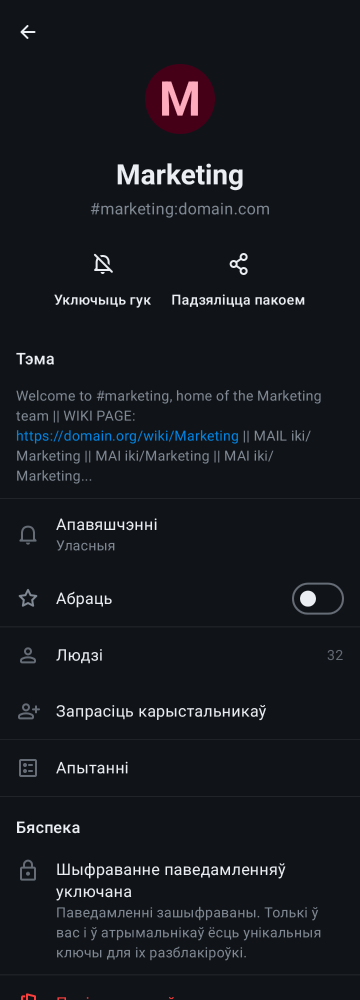 M
Marketing
#marketing:domain.com
Уключыць гук
Падзяліцца пакоем
Тэма
Welcome to #marketing, home of the Marketing
team || WIKI PAGE:
https://domain.org/wiki/Marketing || MAIL iki/
Marketing || MAI iki/Marketing || MAI iki/
Marketing...
Апавяшчэнні
Уласныя
Абраць
Людзі
32
Запрасіць карыстальнікаў
Апытанні
Бяспека
Шыфраванне паведамленняў
уключана
Паведамленні зашыфраваны. Толькі ў
вас і ў атрымальнікаў ёсць унікальныя
ключы для іх разблакіроўкі.